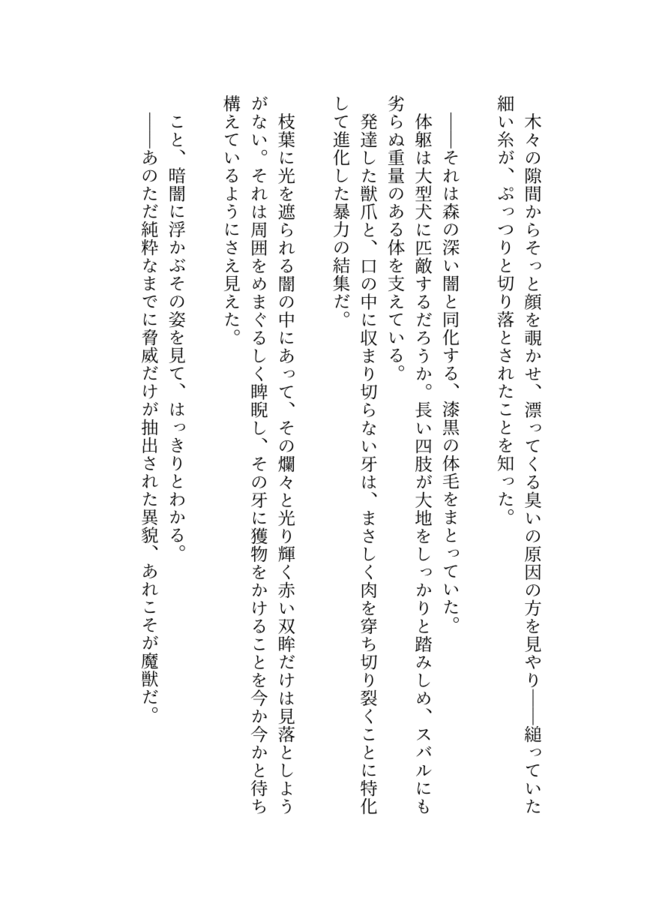 木々の隙間からそっと顔を覗かせ、漂ってくる臭いの原因の方を見やり――縋っていた
細い糸が、ぷっつりと切り落とされたことを知った。
　――それは森の深い闇と同化する、漆黒の体毛をまとっていた。
　体躯は大型犬に匹敵するだろうか。長い四肢が大地をしっかりと踏みしめ、スバルにも
劣らぬ重量のある体を支えている。
　発達した獣爪と、口の中に収まり切らない牙は、まさしく肉を穿ち切り裂くことに特化
して進化した暴力の結集だ。
　枝葉に光を遮られる闇の中にあって、その爛々と光り輝く赤い双眸だけは見落としよう
がない。それは周囲をめまぐるしく睥睨し、その牙に獲物をかけることを今か今かと待ち
構えているようにさえ見えた。
　こと、暗闇に浮かぶその姿を見て、はっきりとわかる。
　――あのただ純粋なまでに脅威だけが抽出された異貌、あれこそが魔獣だ。